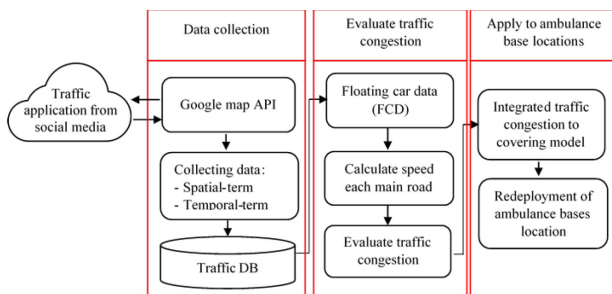 Data collection
Evaluate traffic
congestion
Apply to ambulance
base locations
Traffic
application from
social media
Google map API
Collecting data:
- Spatial-term
- Temporal-term
Traffic DB
Floating car data
(FCD)
Calculate speed
each main road
Evaluate traffic
congestion
Integrated traffic
congestion to
covering model
Redeployment of
ambulance bases
location